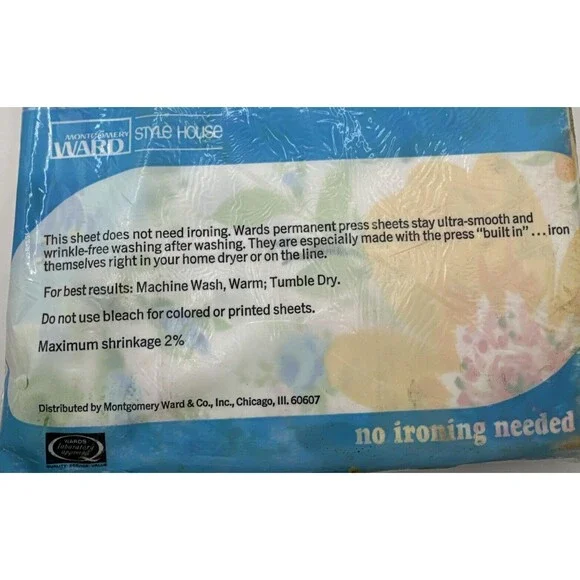 MONTGOMERY
WARD
STYLE HOUSE
This sheet does not need ironing. Wards permanent press sheets stay ultra-smooth and
wrinkle-free washing after washing. They are especially made with the press "built in"... iron
themselves right in your home dryer or on the line.
For best results: Machine Wash, Warm; Tumble Dry.
Do not use bleach for colored or printed sheets.
Maximum shrinkage 2%
Distributed by Montgomery Ward & Co., Inc., Chicago, Ill. 60607
no ironing needed
WARDS
laboratory
approved
Q